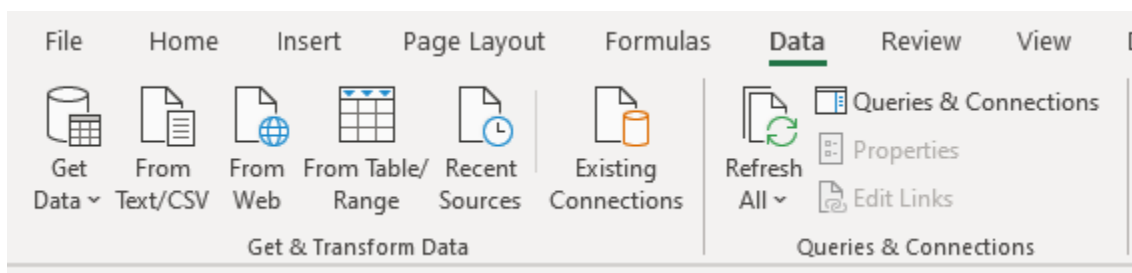 File Home Insert Page Layout Formulas Data Review View
Get Data From Text/CSV From Web From Table/ Range Recent Sources Existing Connections Refresh All Queries & Connections
Properties
Edit Links
Get & Transform Data Queries & Connections